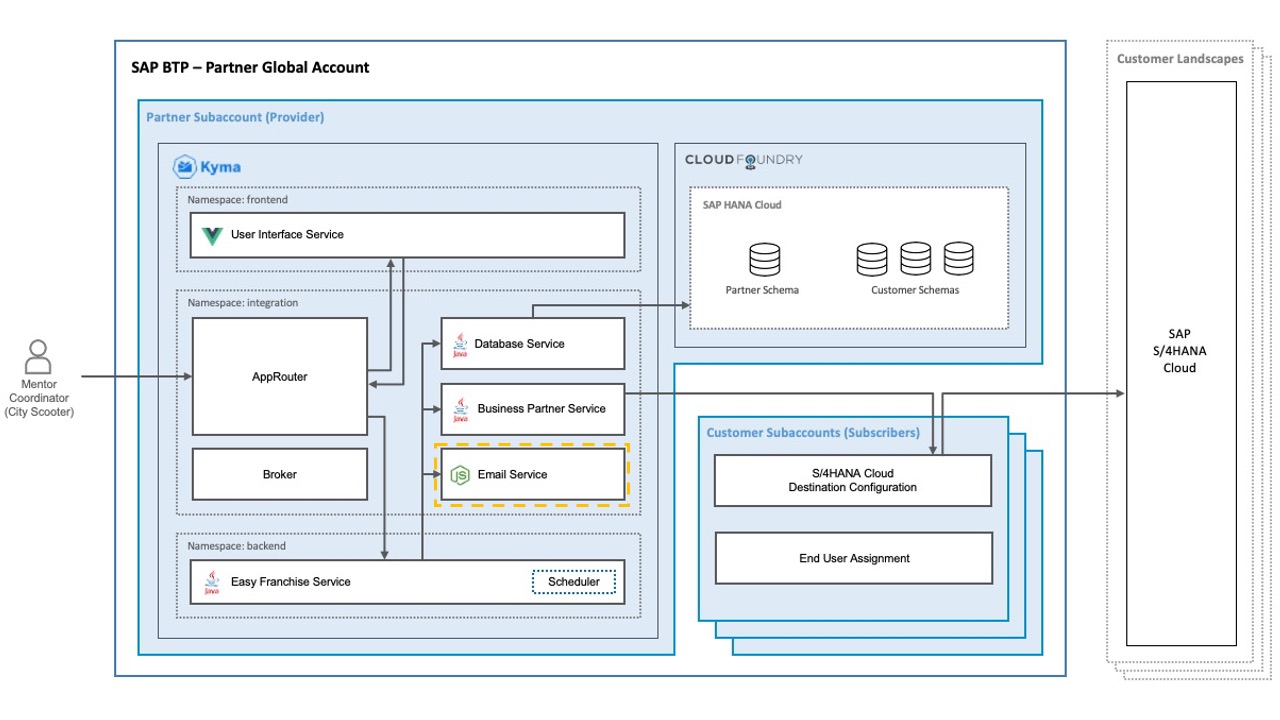 SAP BTP – Partner Global Account
Customer Landscapes
Partner Subaccount (Provider)
Kyma
CLOUD FOUNDRY
Namespace: frontend
User Interface Service
SAP HANA Cloud
Partner Schema
Customer Schemas
Namespace: integration
AppRouter
Database Service
Java
Business Partner Service
Java
Broker
JS
Email Service
Mentor
Coordinator
(City Scooter)
Customer Subaccounts (Subscribers)
S/4HANA Cloud
Destination Configuration
End User Assignment
Namespace: backend
Java
Easy Franchise Service
Scheduler
SAP
S/4HANA
Cloud